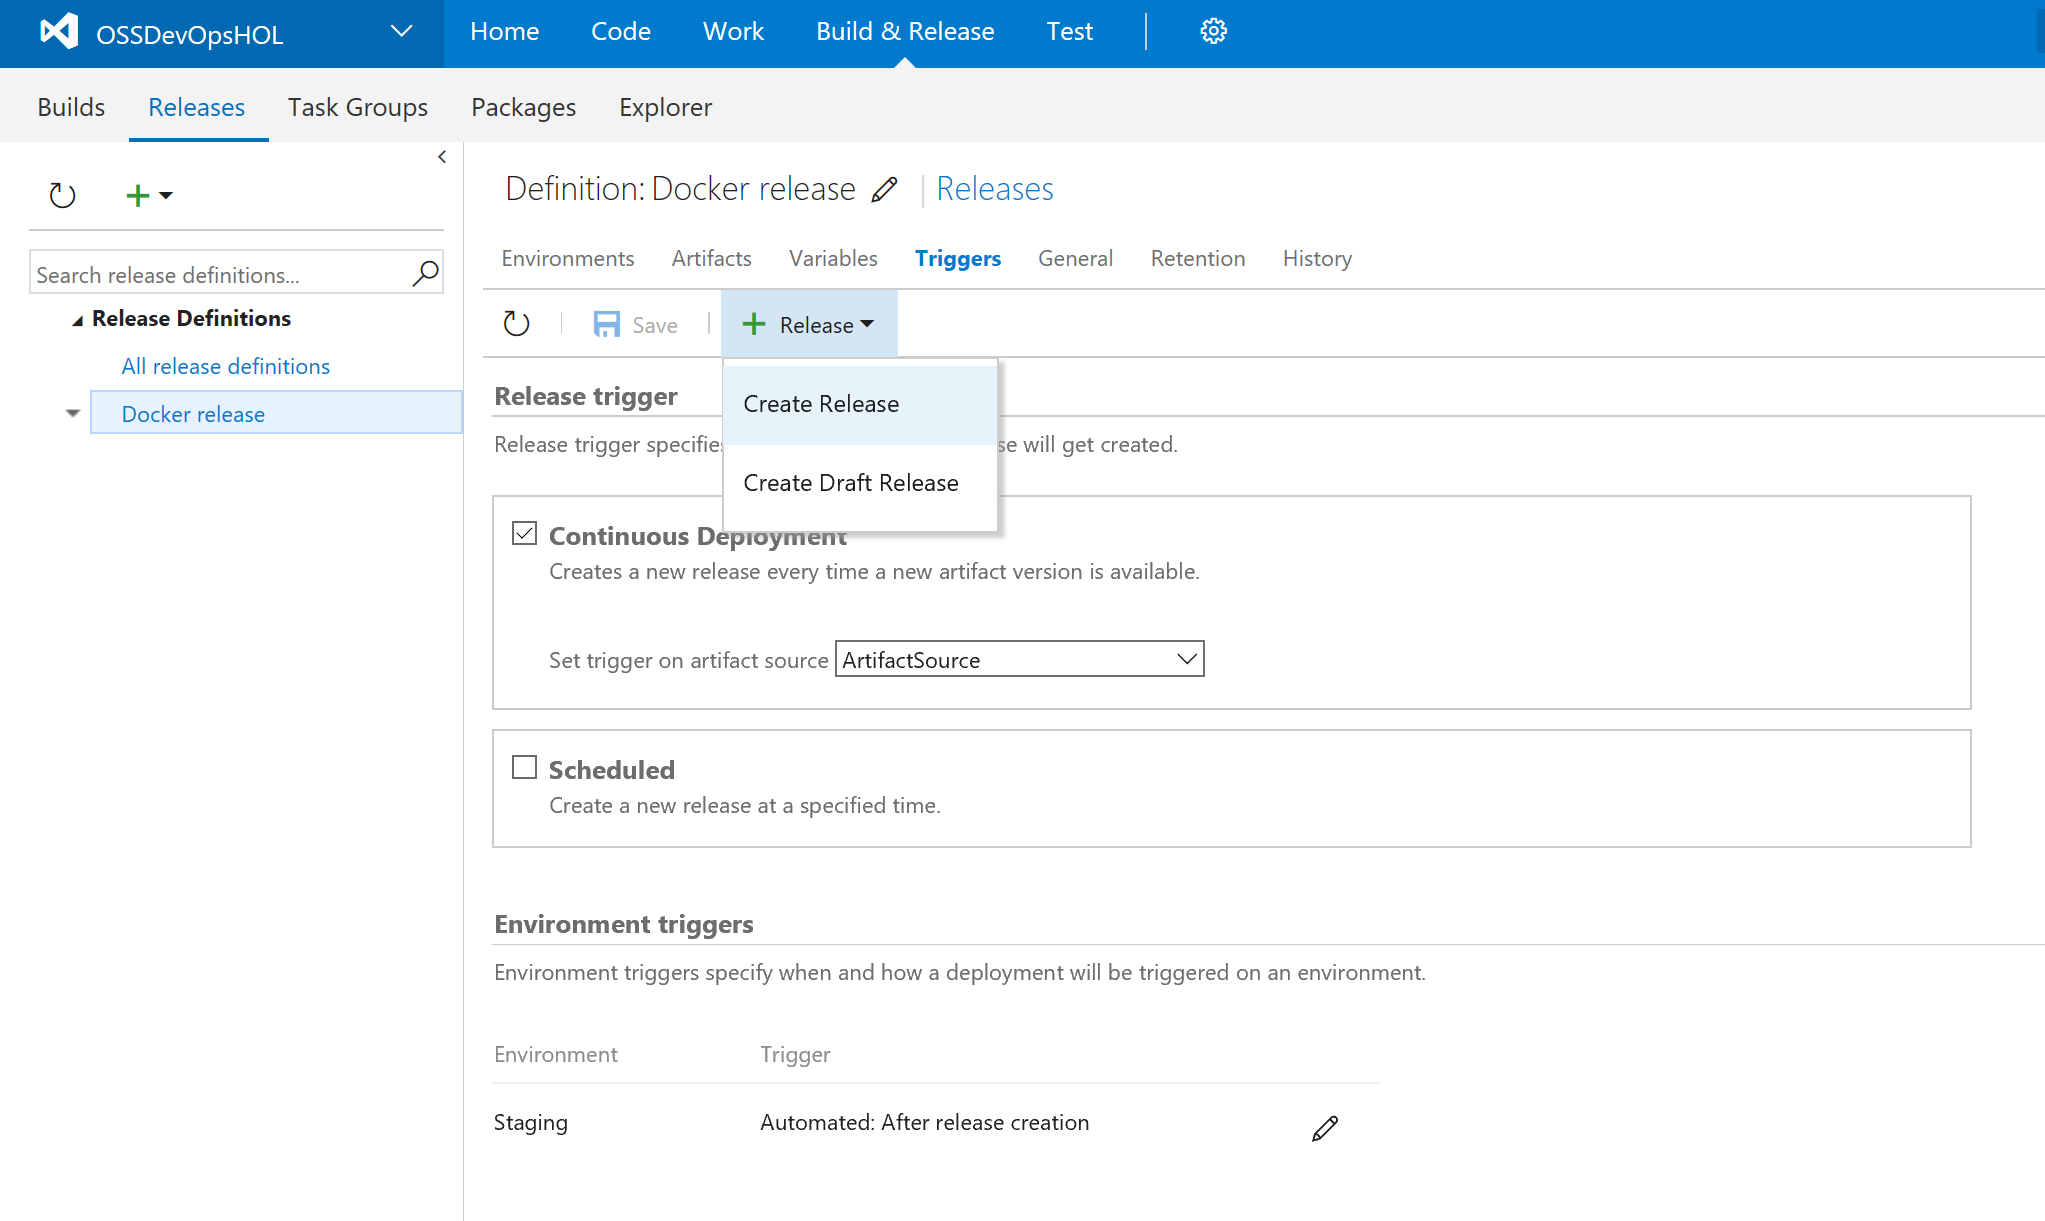 OSSDevOpsHOL
Home Code Work Build & Release Test
Builds Releases Task Groups Packages Explorer
Definition: Docker release | Releases
Search release definitions...
Release Definitions
All release definitions
Docker release
Environments Artifacts Variables Triggers General Retention History
Save Release
Create Release
Create Draft Release
Release trigger
Release trigger specifies se will get created.
Continuous Deployment
Creates a new release every time a new artifact version is available.
Set trigger on artifact source ArtifactSource
Scheduled
Create a new release at a specified time.
Environment triggers
Environment triggers specify when and how a deployment will be triggered on an environment.
Environment Trigger
Staging Automated: After release creation